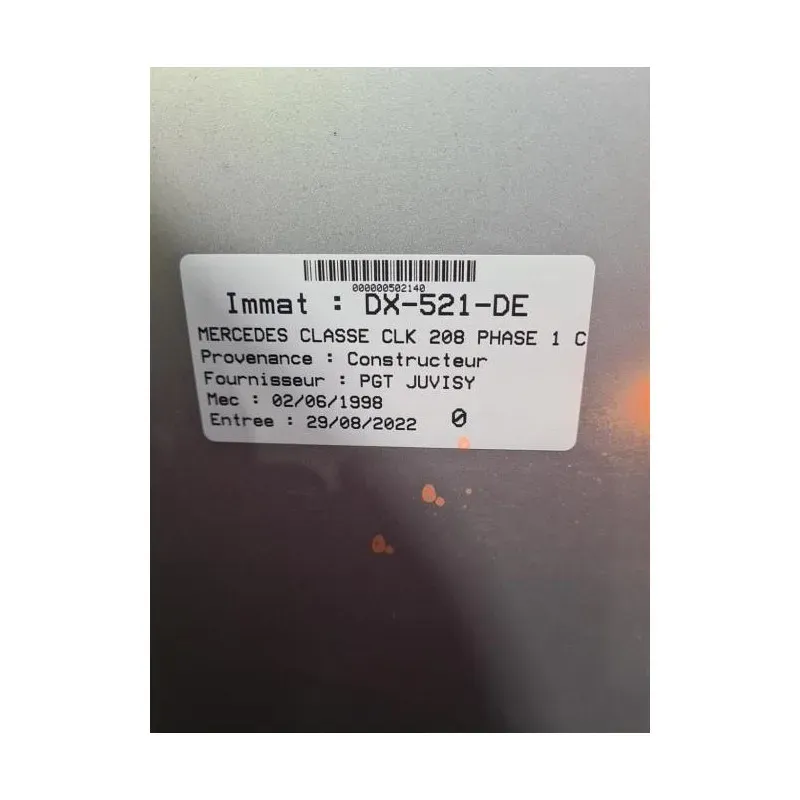 000000502140
Immat : DX-521-DE
MERCEDES CLASSE CLK 208 PHASE 1 C
Provenance : Constructeur
Fournisseur : PGT JUVISY
Mec : 02/06/1998
Entree : 29/08/2022 0